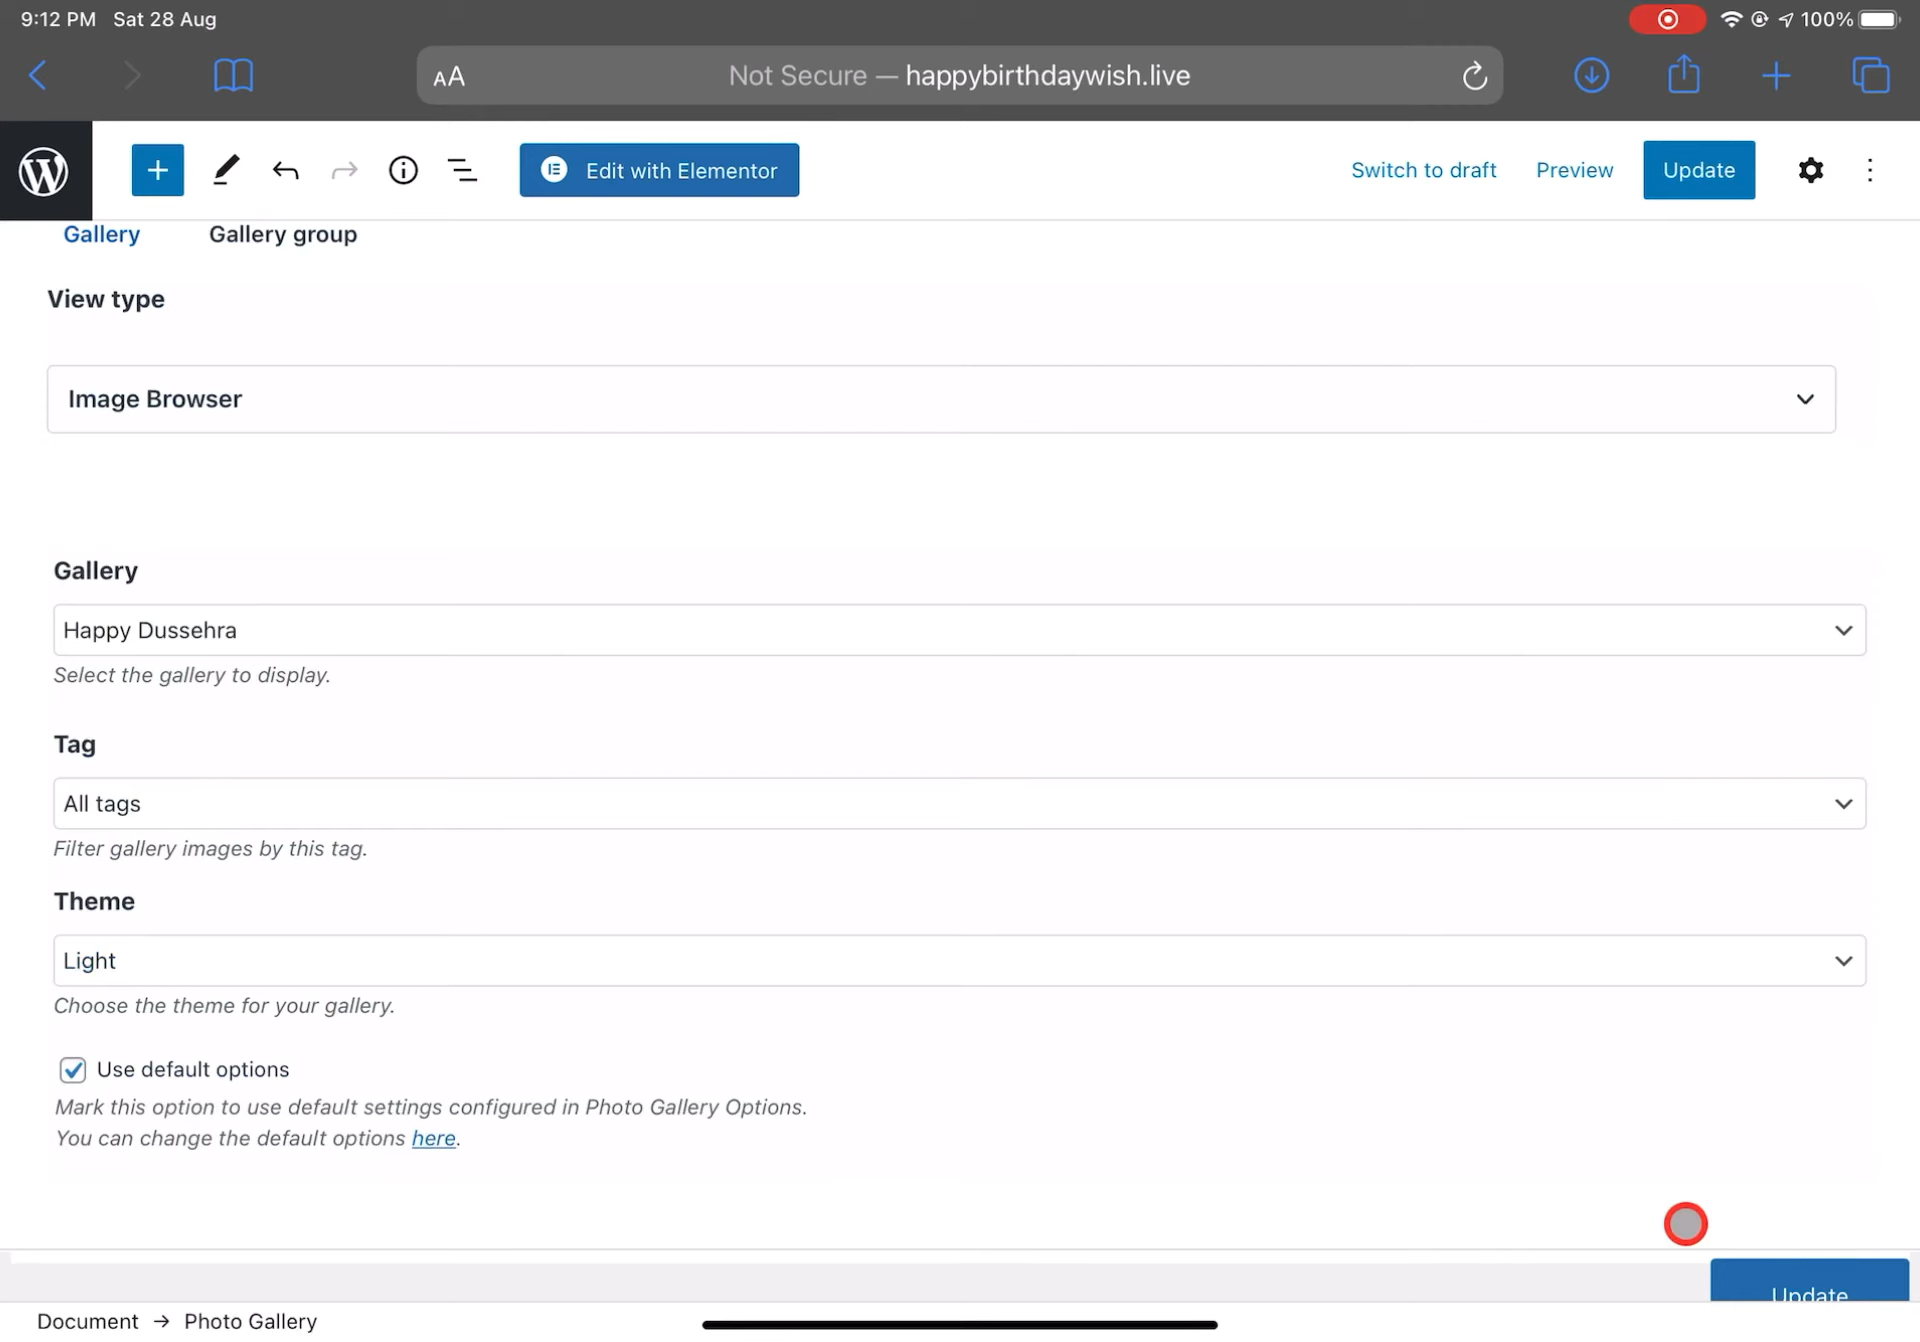 9:12 PM Sat 28 Aug
100%
AA
Not Secure — happybirthdaywish.live
Edit with Elementor
Switch to draft
Preview
Update
Gallery
Gallery group
View type
Image Browser
Gallery
Happy Dussehra
Select the gallery to display.
Tag
All tags
Filter gallery images by this tag.
Theme
Light
Choose the theme for your gallery.
Use default options
Mark this option to use default settings configured in Photo Gallery Options.
You can change the default options here.
Update
Document → Photo Gallery